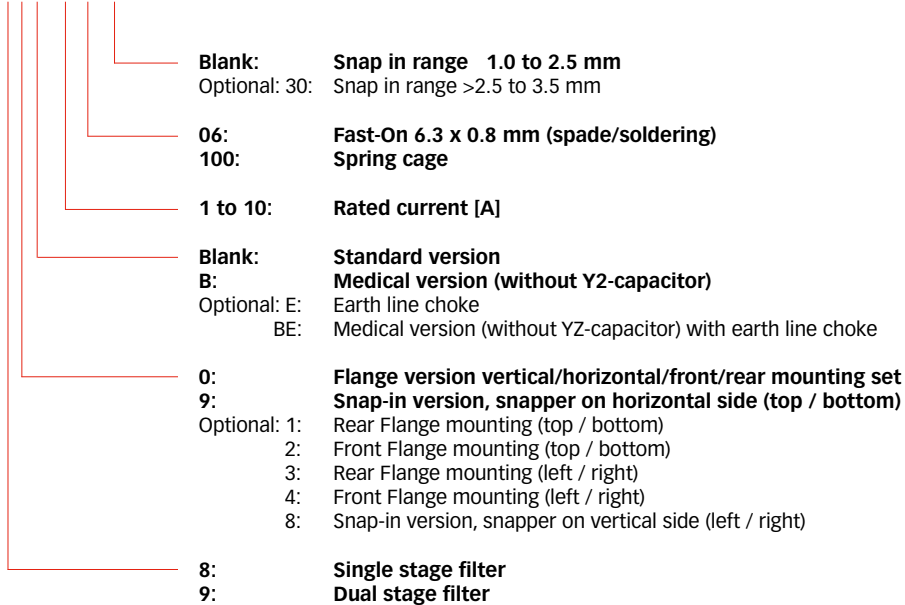 Blank: Snap in range 1.0 to 2.5 mm
Optional: 30: Snap in range >2.5 to 3.5 mm
06: Fast-On 6.3 x 0.8 mm (spade/soldering)
100: Spring cage
1 to 10: Rated current [A]
Blank: Standard version
B: Medical version (without Y2-capacitor)
Optional: E: Earth line choke
BE: Medical version (without YZ-capacitor) with earth line choke
0: Flange version vertical/horizontal/front/rear mounting set
9: Snap-in version, snapper on horizontal side (top / bottom)
Optional: 1: Rear Flange mounting (top / bottom)
2: Front Flange mounting (top / bottom)
3: Rear Flange mounting (left / right)
4: Front Flange mounting (left / right)
8: Snap-in version, snapper on vertical side (left / right)
8: Single stage filter
9: Dual stage filter